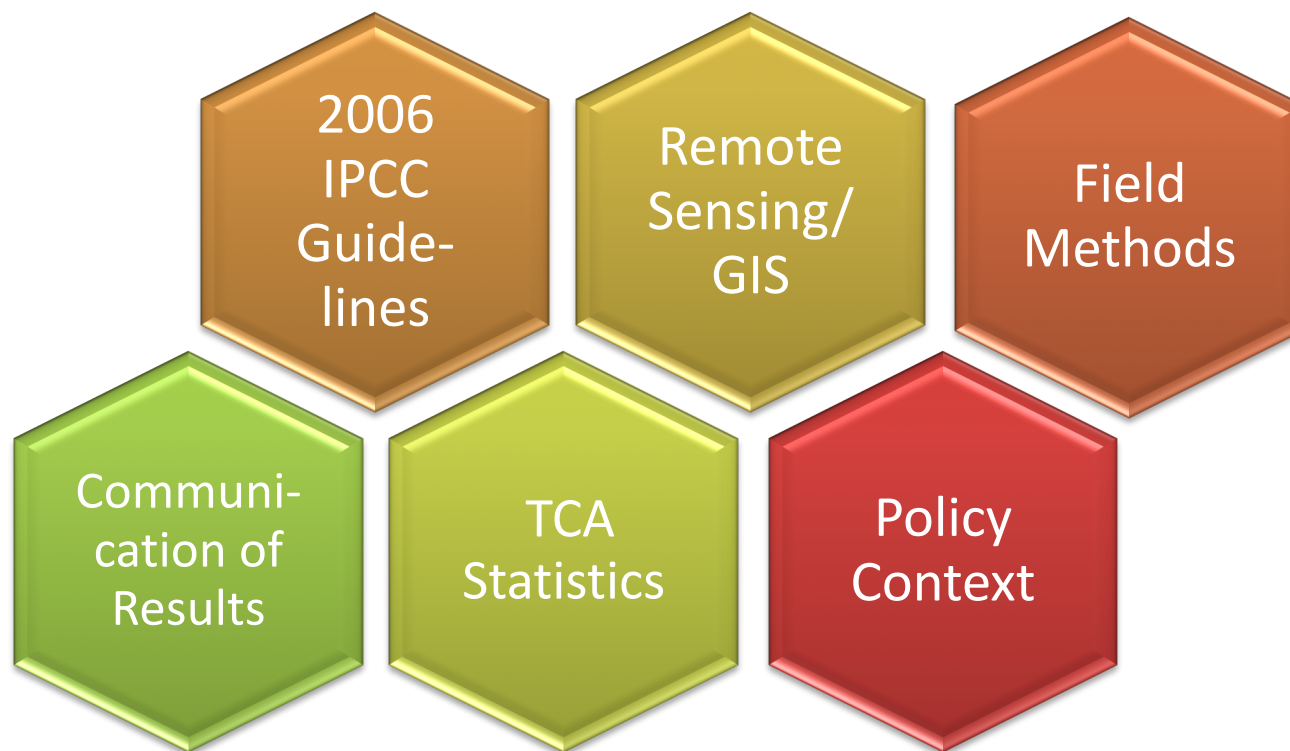 2006
IPCC
Guide-
lines
Remote
Sensing/
GIS
Field
Methods
Communi-
cation of
Results
TCA
Statistics
Policy
Context